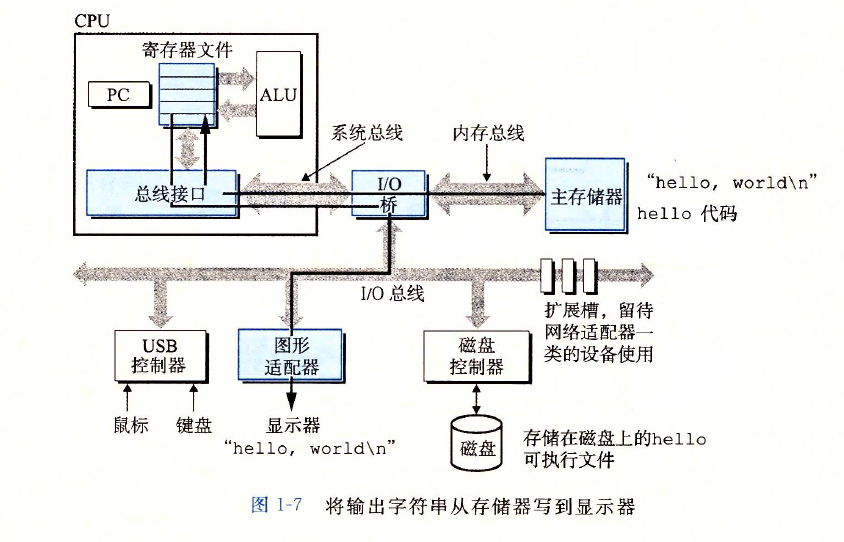 CPU
寄存器文件
PC
ALU
系统总线
内存总线
总线接口
I/O
桥
主存储器
“hello, world\n”
hello 代码
I/O 总线
扩展槽，留待
网络适配器一
类的设备使用
USB
控制器
图形
适配器
磁盘
控制器
鼠标
键盘
显示器
“hello, world\n”
磁盘
存储在磁盘上的hello
可执行文件
图 1-7 将输出字符串从存储器写到显示器